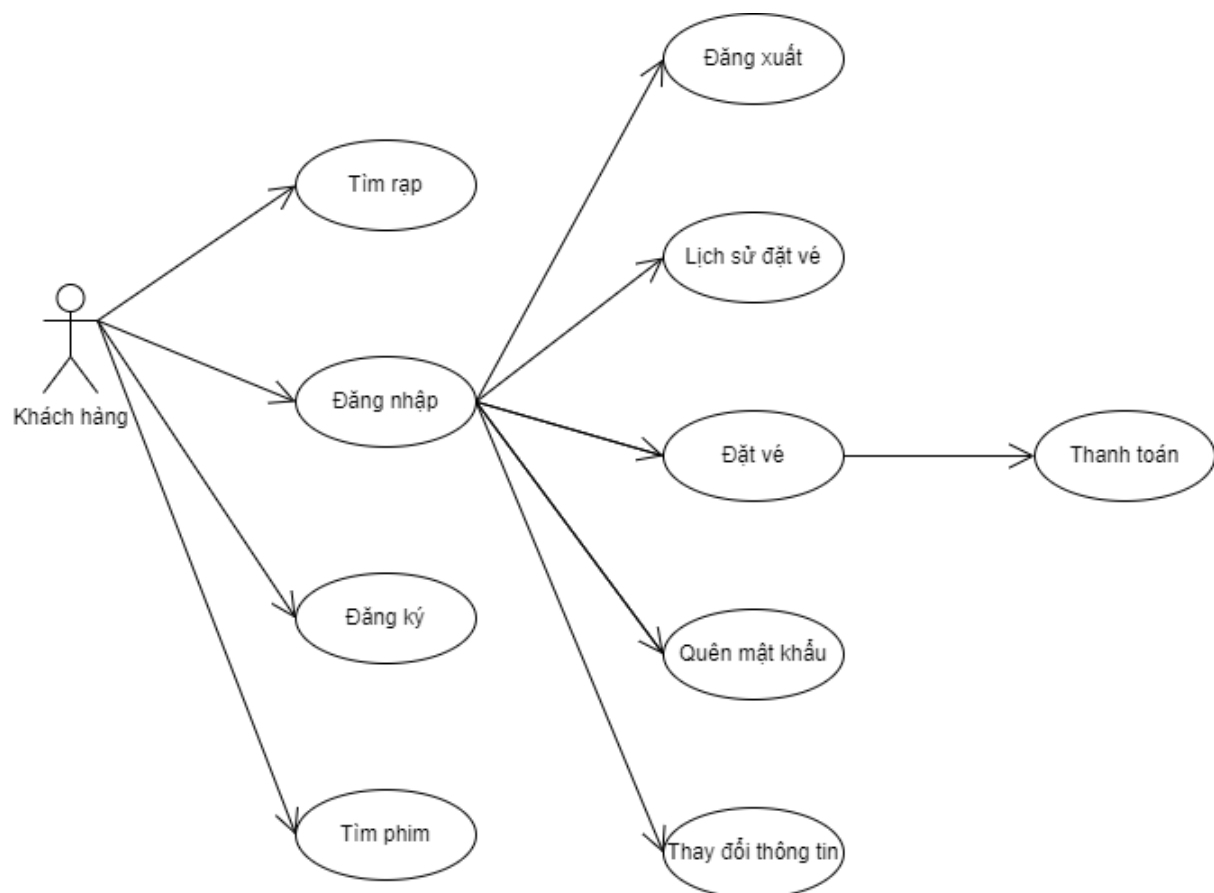 Đăng xuất
Tìm rạp
Lịch sử đặt vé
Khách hàng
Đăng nhập
Đặt vé
Thanh toán
Đăng ký
Quên mật khẩu
Tìm phim
Thay đổi thông tin